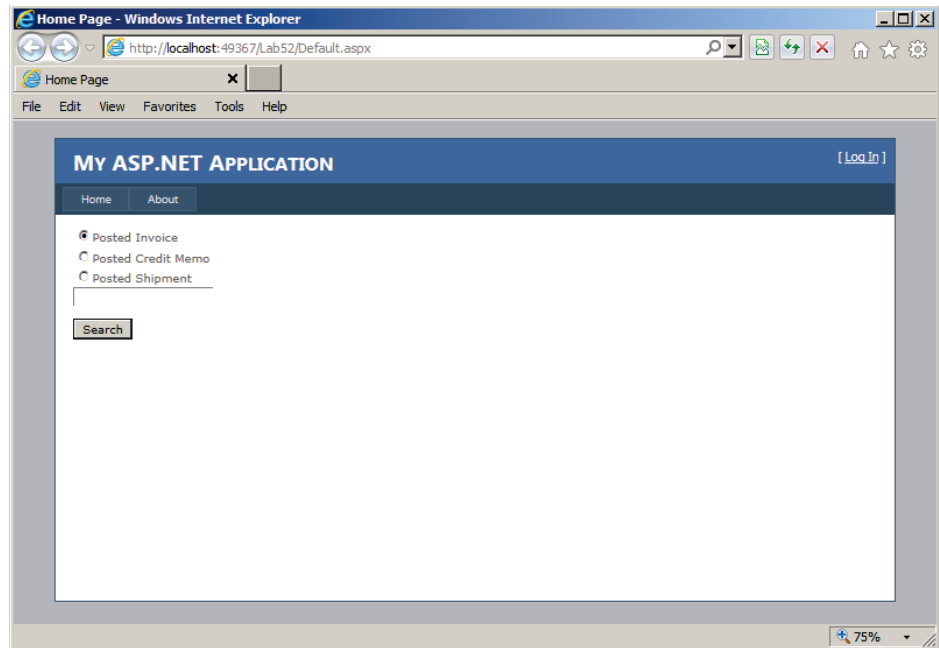 Home Page - Windows Internet Explorer
http://localhost:49367/Lab52/Default.aspx
Home Page
File Edit View Favorites Tools Help
MY ASP.NET APPLICATION
[ Log In ]
Home About
Posted Invoice
Posted Credit Memo
Posted Shipment
Search
75%